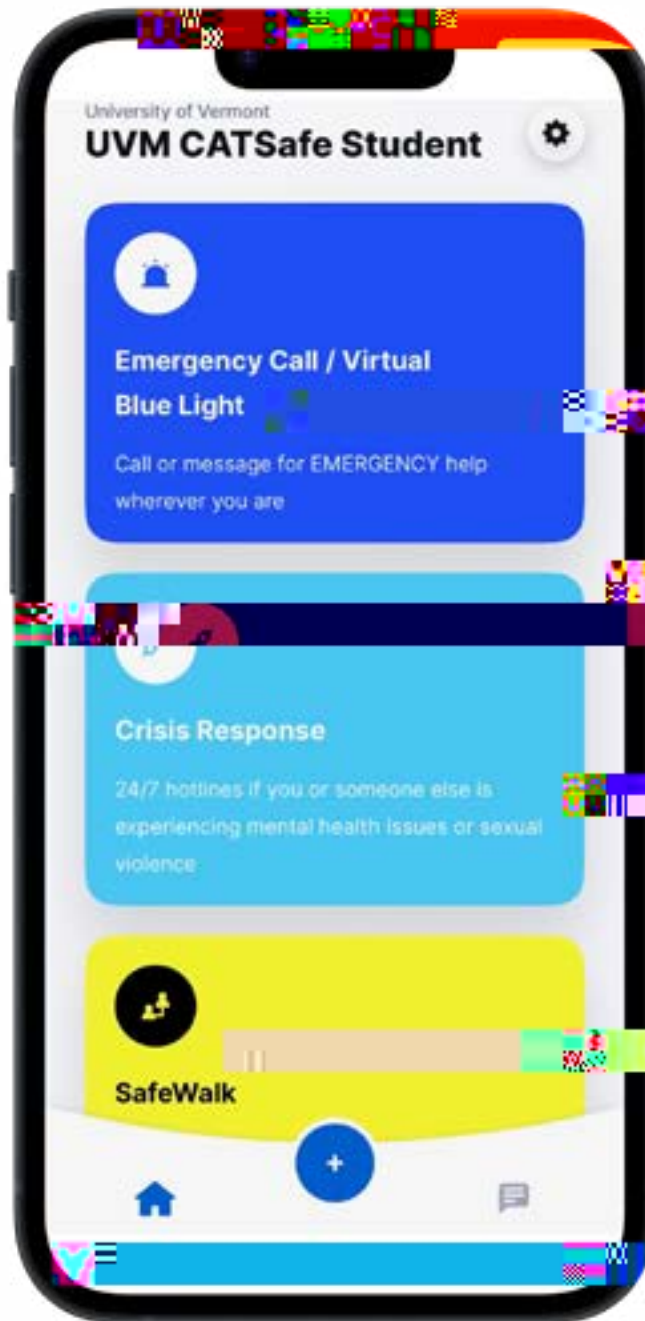 University of Vermont
UVM CATSafe Student
Emergency Call / Virtual
Blue Light
Call or message for EMERGENCY help
wherever you are
Crisis Response
24/7 hotlines if you or someone else is
experiencing mental health issues or sexual
violence
SafeWalk